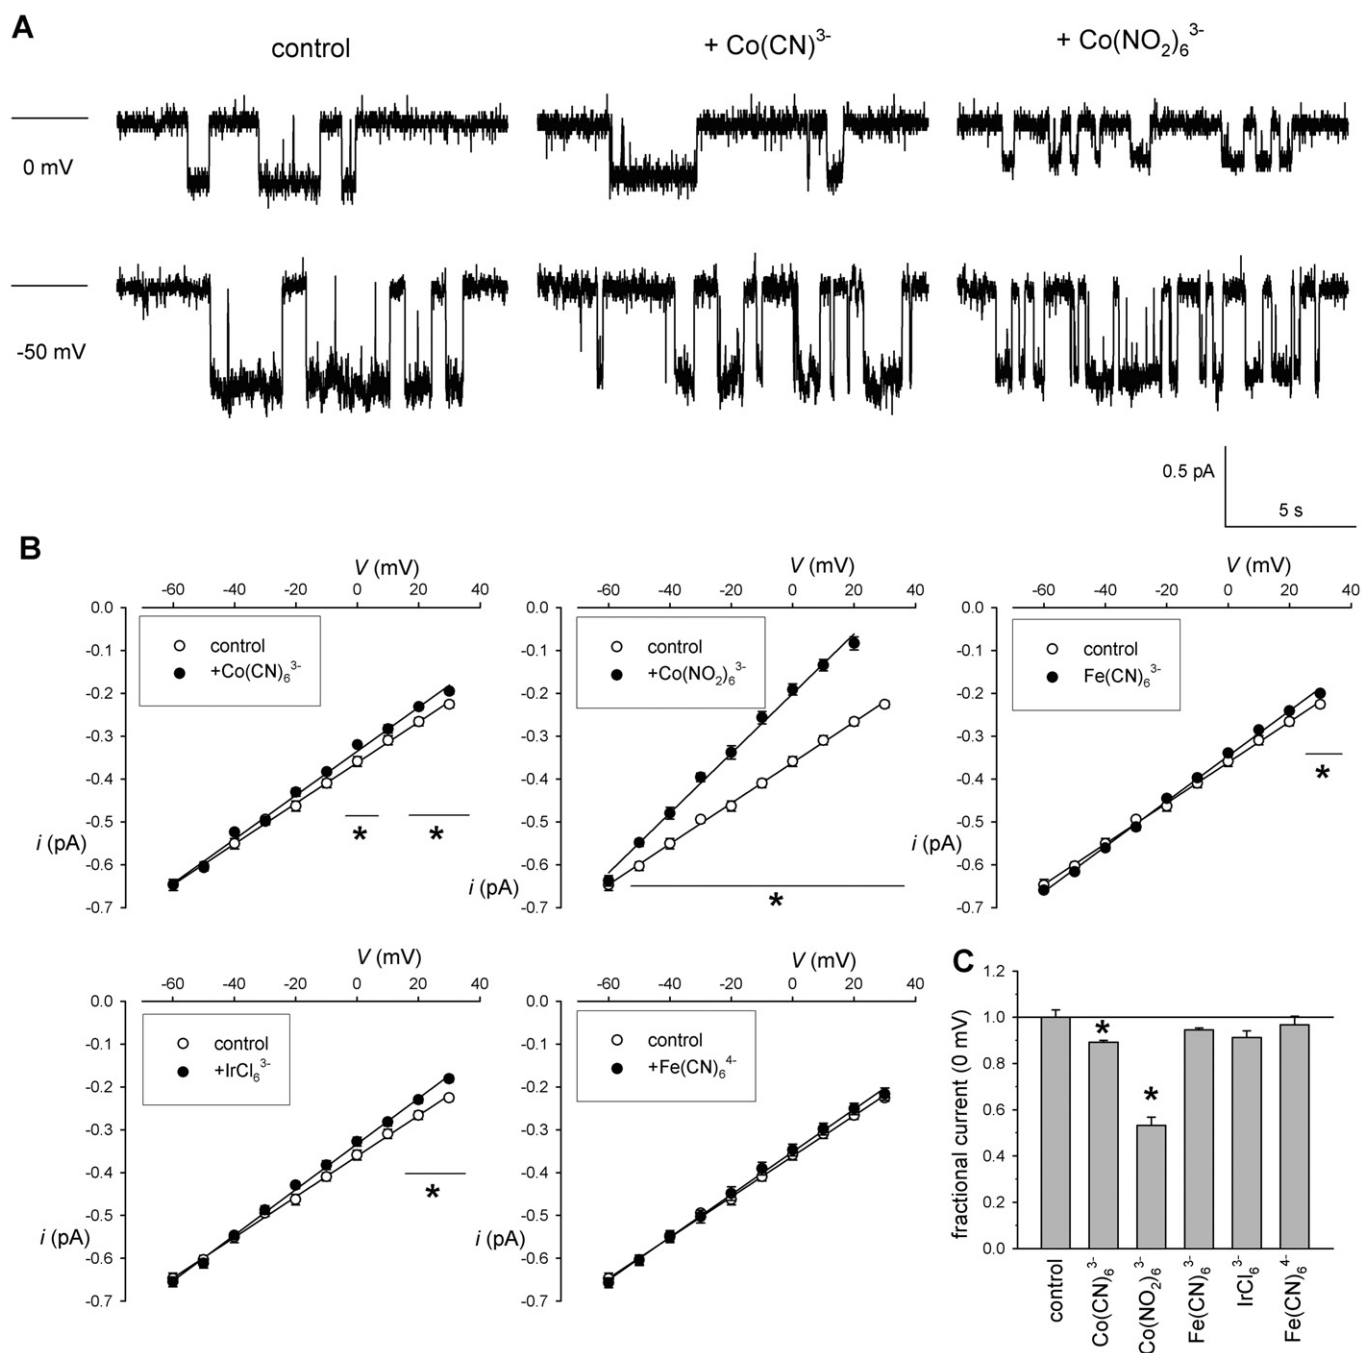 A
control
+ Co(CN)³⁻
+ Co(NO₂)₆³⁻
0 mV
-50 mV
0.5 pA
5 s
B
V (mV)
-60 -40 -20 0 20 40
0.0
-0.1
-0.2
-0.3
-0.4
-0.5
-0.6
-0.7
i (pA)
control
+Co(CN)₆³⁻
*
*
V (mV)
-60 -40 -20 0 20 40
0.0
-0.1
-0.2
-0.3
-0.4
-0.5
-0.6
-0.7
i (pA)
control
+Co(NO₂)₆³⁻
*
V (mV)
-60 -40 -20 0 20 40
0.0
-0.1
-0.2
-0.3
-0.4
-0.5
-0.6
-0.7
i (pA)
control
Fe(CN)₆³⁻
*
V (mV)
-60 -40 -20 0 20 40
0.0
-0.1
-0.2
-0.3
-0.4
-0.5
-0.6
-0.7
i (pA)
control
+IrCl₆³⁻
*
V (mV)
-60 -40 -20 0 20 40
0.0
-0.1
-0.2
-0.3
-0.4
-0.5
-0.6
-0.7
i (pA)
control
+Fe(CN)₆⁴⁻
C
fractional current (0 mV)
1.2
1.0
0.8
0.6
0.4
0.2
0.0
*
*
control
Co(CN)₆³⁻
Co(NO₂)₆³⁻
Fe(CN)₆³⁻
IrCl₆³⁻
Fe(CN)₆⁴⁻